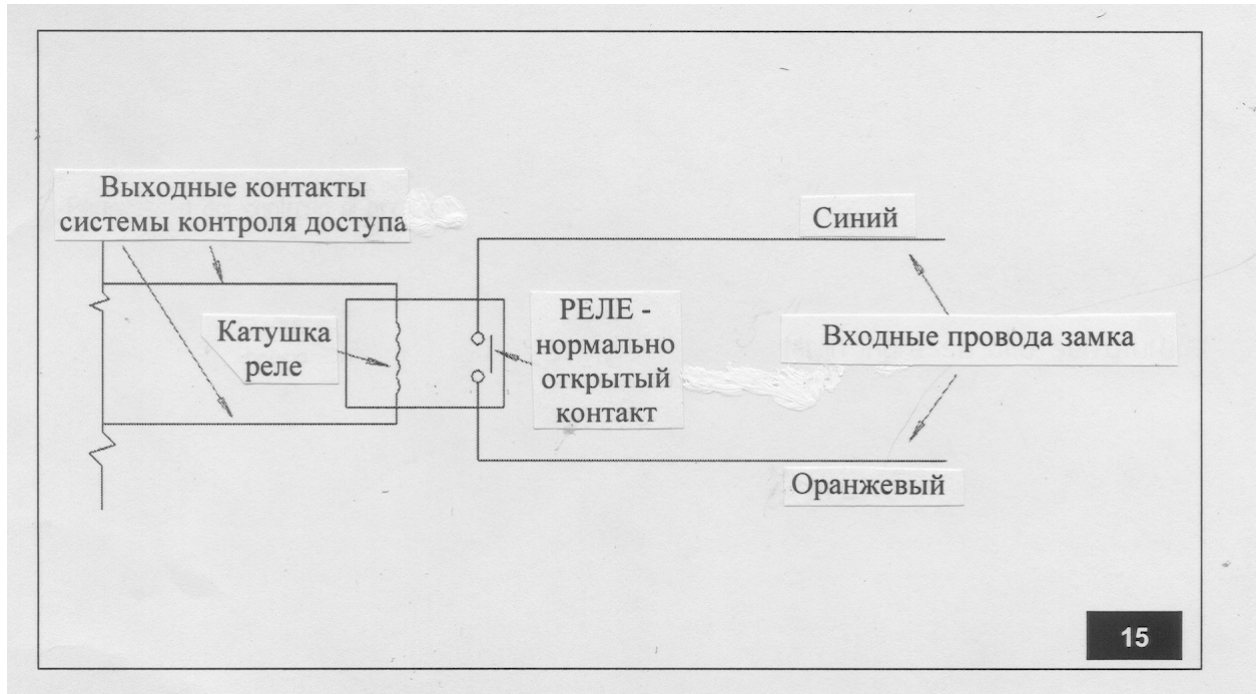 Выходные контакты
системы контроля доступа
Синий
Катушка
реле
РЕЛЕ -
нормально
открытый
контакт
Входные провода замка
Оранжевый
15